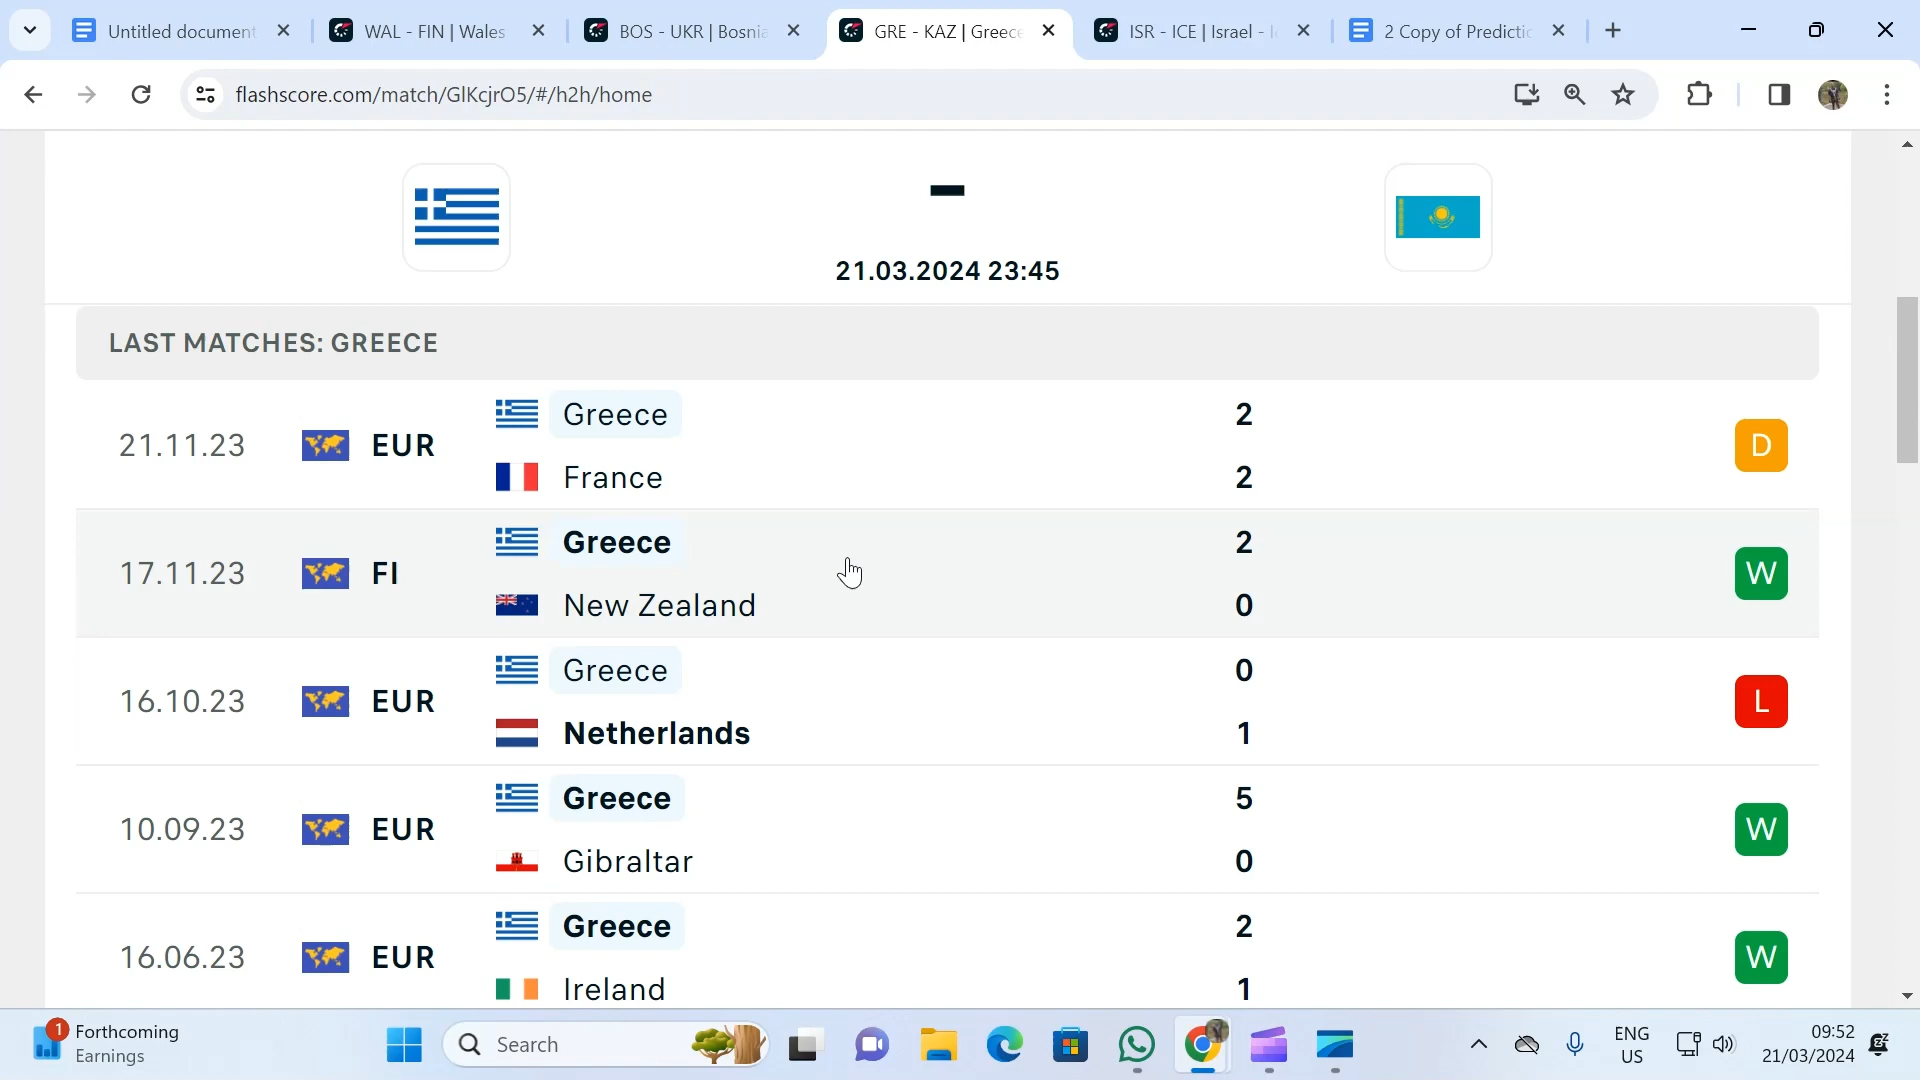 Untitled document
WAL - FIN | Wales
BOS - UKR | Bosnia
GRE - KAZ | Greece
ISR - ICE | Israel - I
2 Copy of Predictic
flashscore.com/match/GlKcjrO5/#/h2h/home
-
21.03.2024 23:45
LAST MATCHES: GREECE
21.11.23 EUR Greece 2 D
France 2
17.11.23 FI Greece 2 W
New Zealand 0
16.10.23 EUR Greece 0 L
Netherlands 1
10.09.23 EUR Greece 5 W
Gibraltar 0
16.06.23 EUR Greece 2 W
Ireland 1
1
Forthcoming
Earnings
Search
ENG
US
09:52
21/03/2024